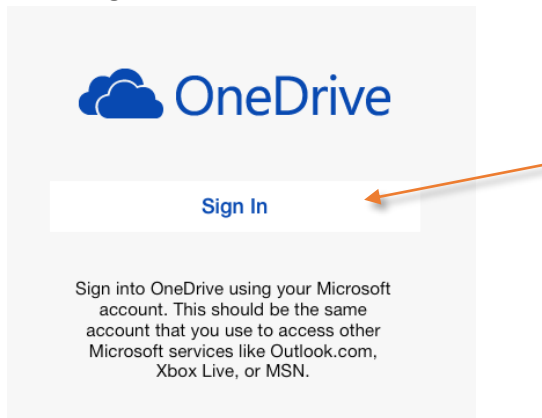 OneDrive
Sign In
Sign into OneDrive using your Microsoft
account. This should be the same
account that you use to access other
Microsoft services like Outlook.com,
Xbox Live, or MSN.